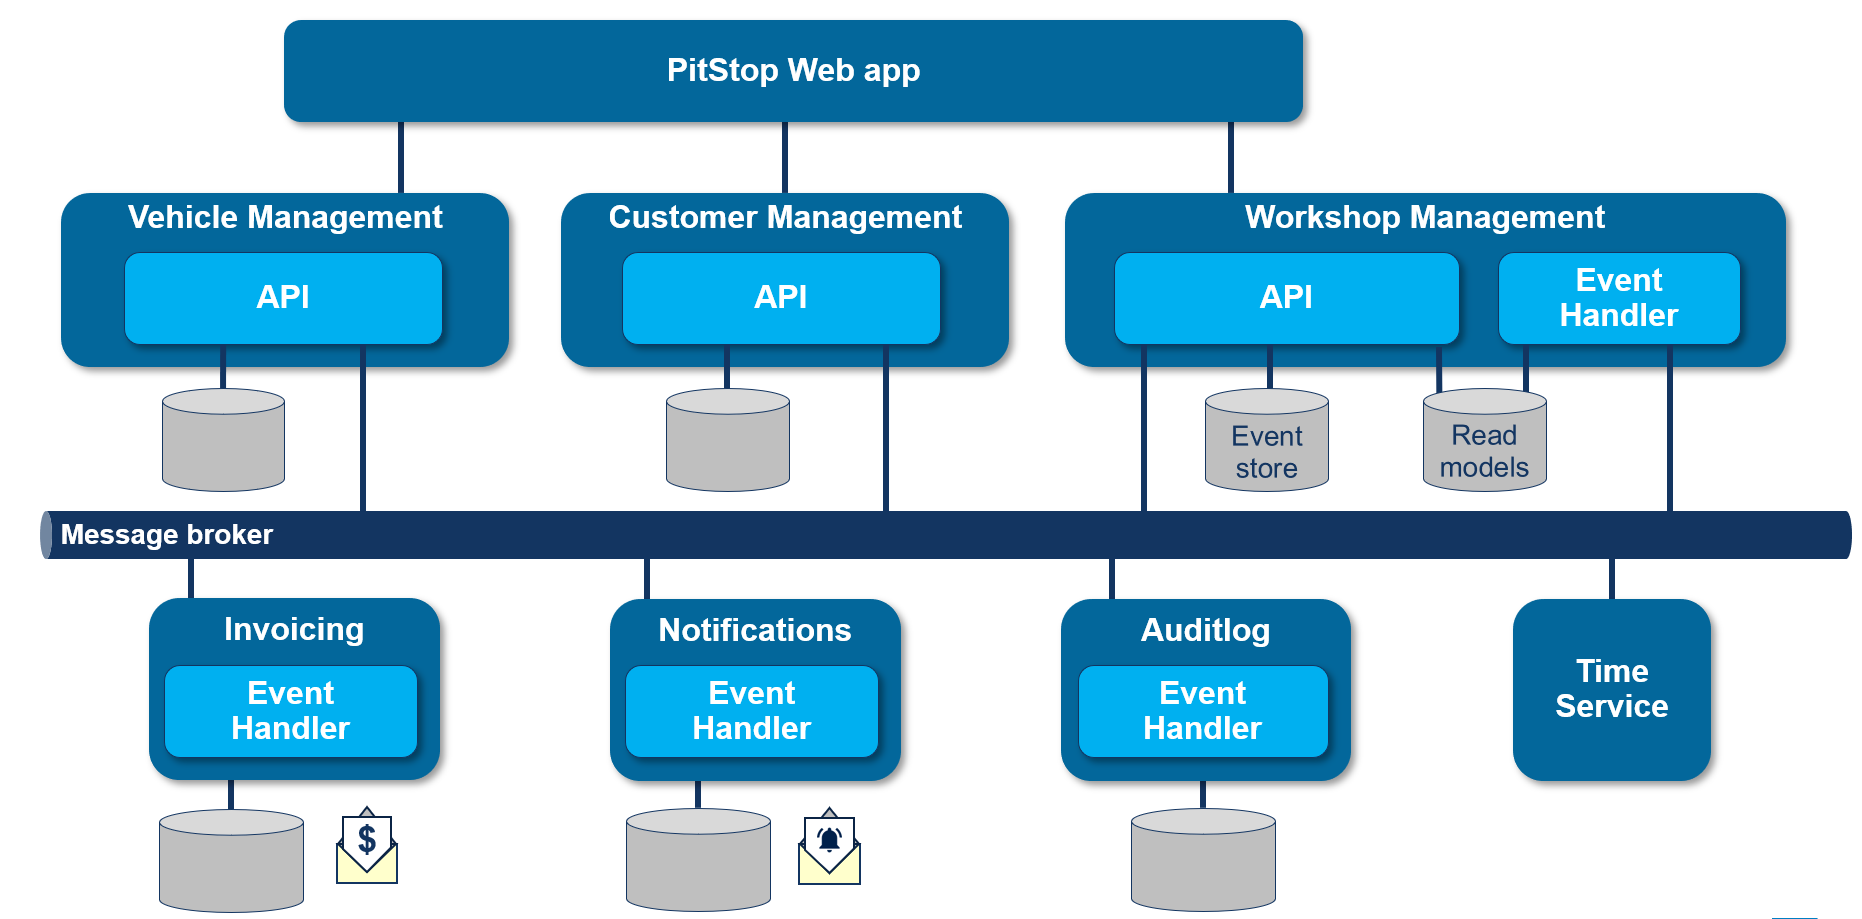 PitStop Web app
Vehicle Management
API
Customer Management
API
Workshop Management
API
Event
Handler
Event
store
Read
models
Message broker
Invoicing
Event
Handler
$
Notifications
Event
Handler
Auditlog
Event
Handler
Time
Service